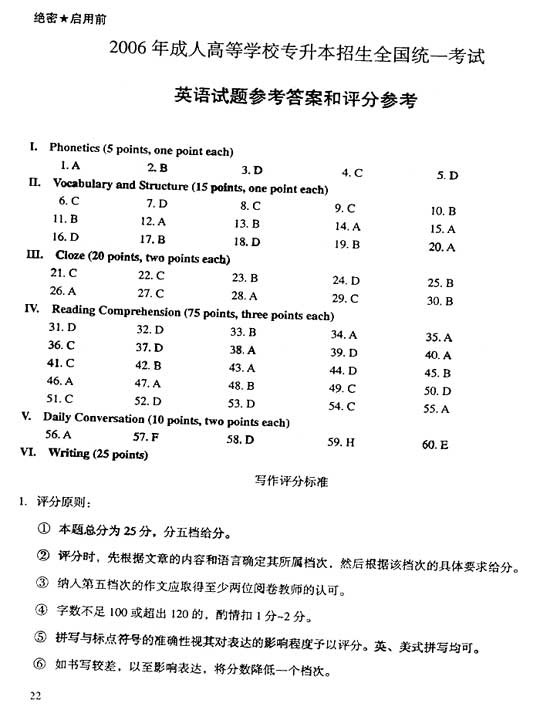 绝密★启用前
2006年成人高等学校专升本招生全国统一考试
英语试题参考答案和评分参考
I. Phonetics (5 points, one point each)
1. A 2. B 3. D 4. C 5. D
II. Vocabulary and Structure (15 points, one point each)
6. C 7. D 8. C 9. C 10. B
11. B 12. A 13. B 14. A 15. A
16. D 17. B 18. D 19. B 20. A
III. Cloze (20 points, two points each)
21. C 22. C 23. B 24. D 25. B
26. A 27. C 28. A 29. C 30. B
IV. Reading Comprehension (75 points, three points each)
31. D 32. D 33. B 34. A 35. A
36. C 37. D 38. A 39. D 40. A
41. C 42. B 43. A 44. D 45. B
46. A 47. A 48. B 49. C 50. D
51. C 52. D 53. D 54. C 55. A
V. Daily Conversation (10 points, two points each)
56. A 57. F 58. D 59. H 60. E
VI. Writing (25 points)
写作评分标准
1. 评分原则：
① 本题总分为25分，分五档给分。
② 评分时，先根据文章的内容和语言确定其所属档次，然后根据该档次的具体要求给分。
③ 纳入第五档次的作文应取得至少两位阅卷教师的认可。
④ 字数不足100或超出120的，酌情扣1分~2分。
⑤ 拼写与标点符号的准确性视其对表达的影响程度予以评分。英、美式拼写均可。
⑥ 如书写较差，以至影响表达，将分数降低一个档次。
22